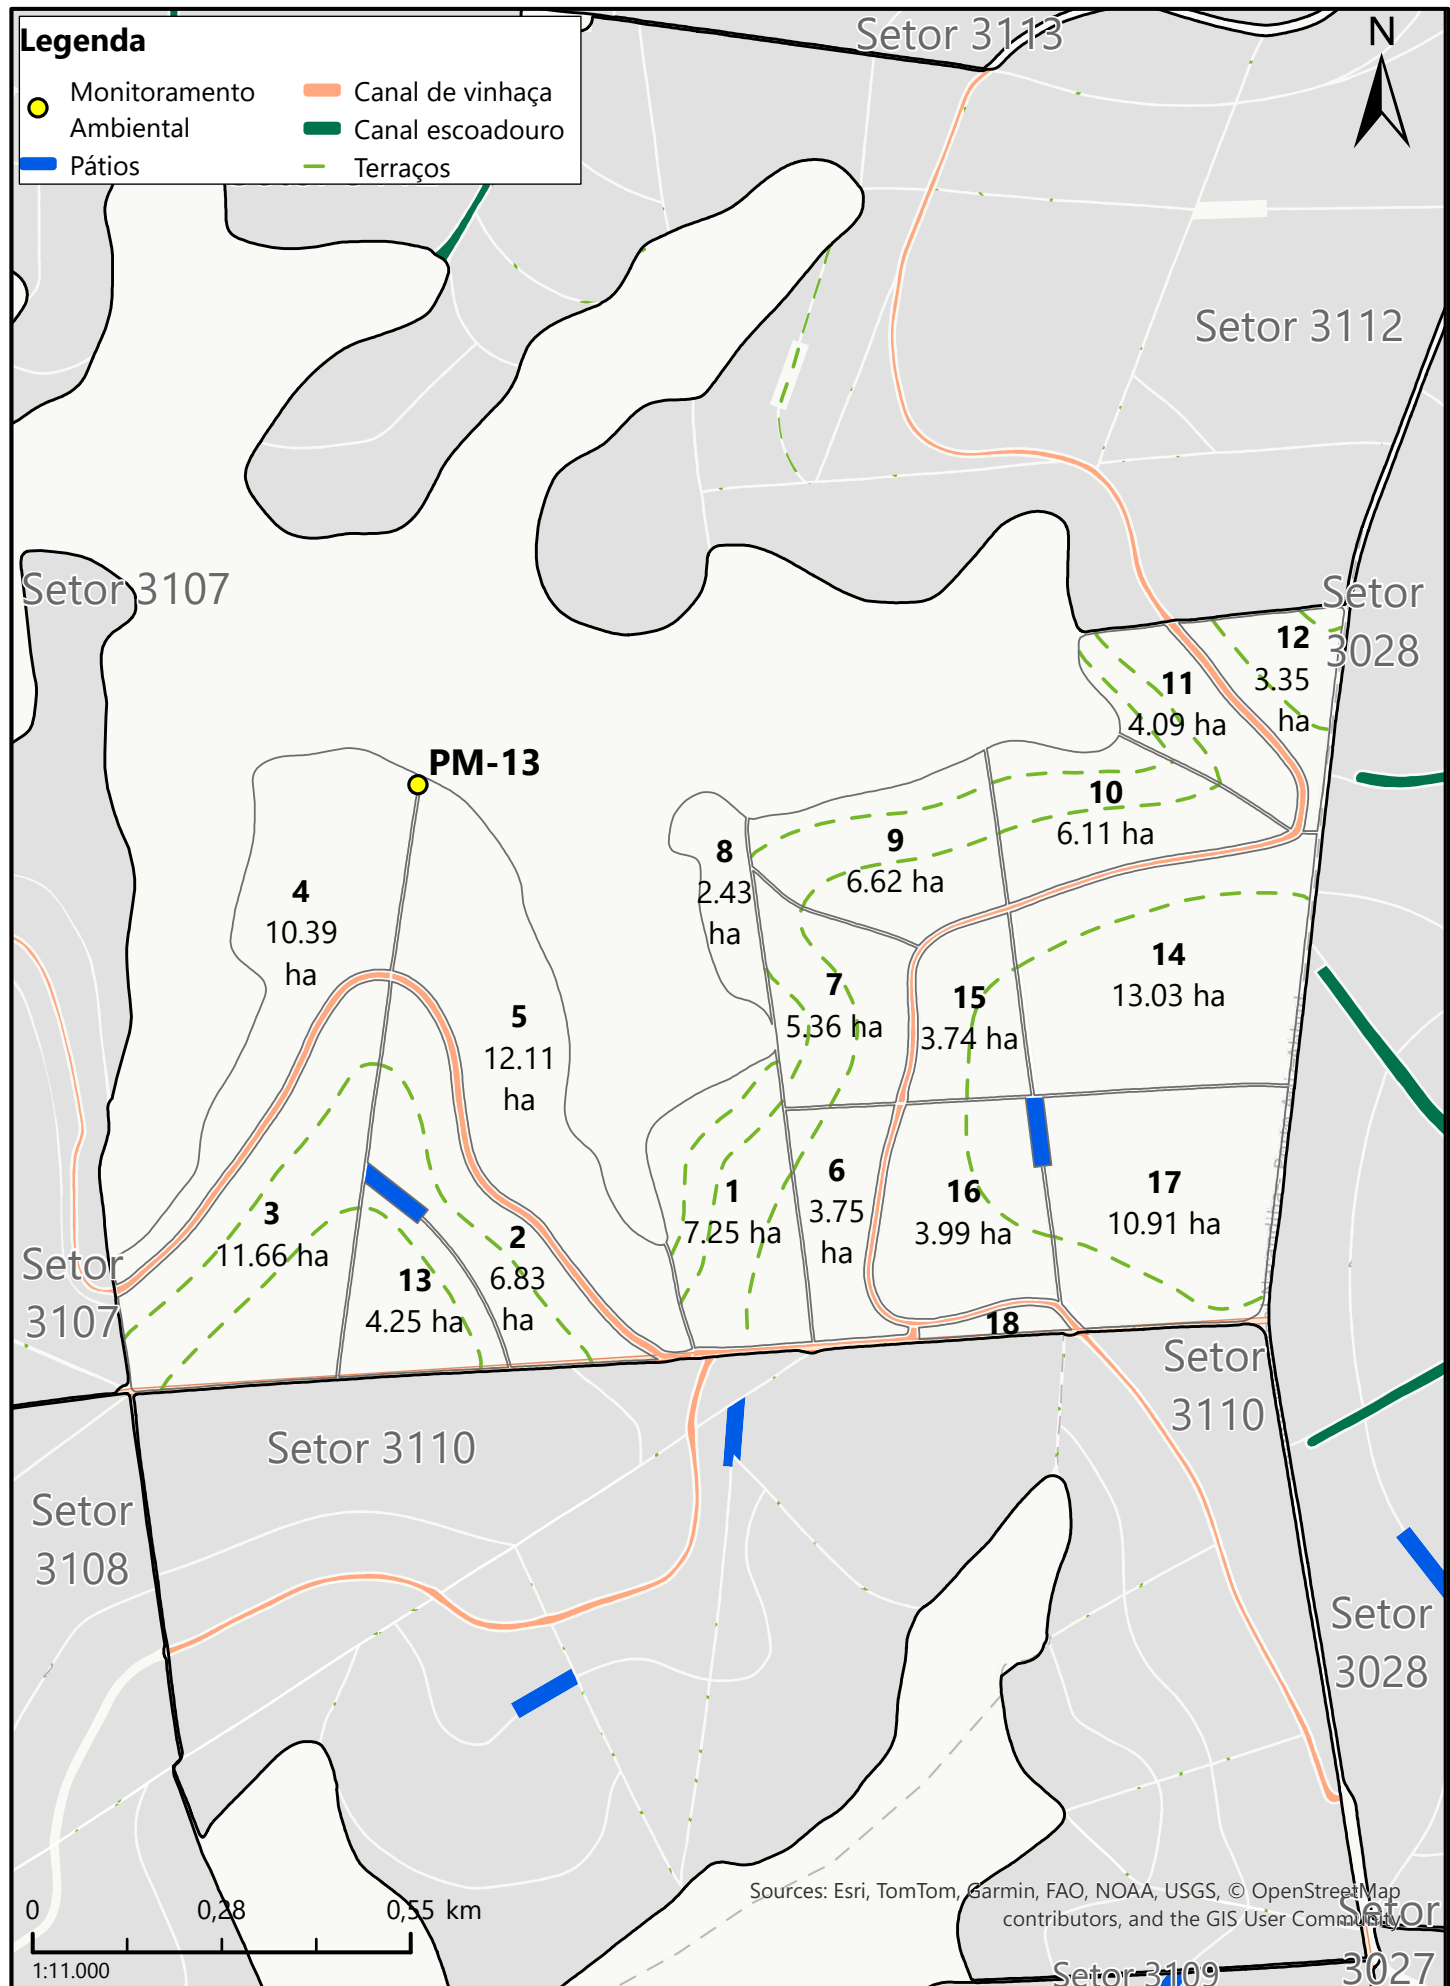 Setor 3113
N
Legenda
Monitoramento
Ambiental
Pátios
Canal de vinhaça
Canal escoadouro
Terraços
Setor 3112
Setor 3107
Setor
3028
12
3.35
ha
11
4.09 ha
PM-13
10
6.11 ha
9
6.62 ha
8
2.43
ha
4
10.39
ha
5
12.11
ha
7
5.36 ha
15
3.74 ha
14
13.03 ha
1
7.25 ha
6
3.75
ha
16
3.99 ha
17
10.91 ha
3
11.66 ha
2
6.83
ha
13
4.25 ha
18
Setor
3107
Setor
3110
Setor 3110
Setor
3108
Setor
3028
Sources: Esri, TomTom, Garmin, FAO, NOAA, USGS, © OpenStreetMap
contributors, and the GIS User Community
Setor
3027
Setor 3109
0 0,28 0,55 km
1:11.000